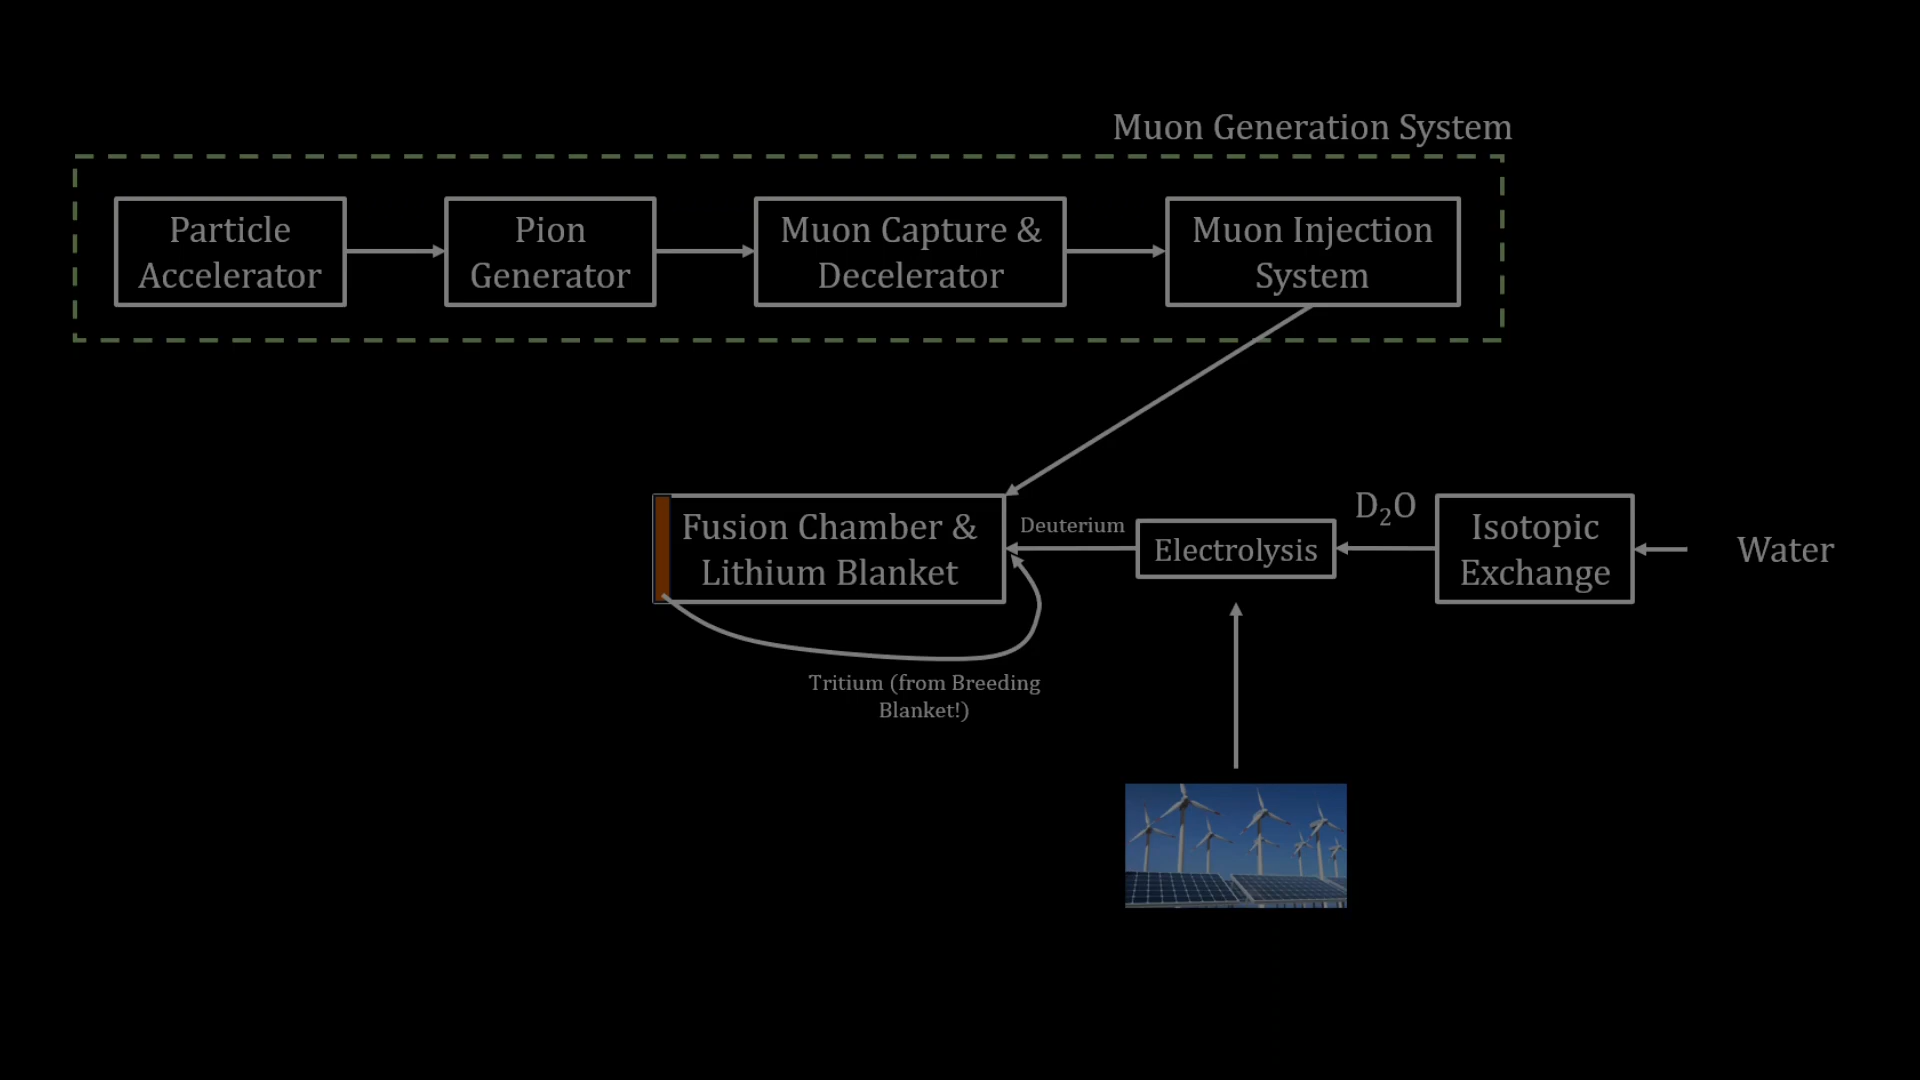 Muon Generation System
Particle
Accelerator
Pion
Generator
Muon Capture &
Decelerator
Muon Injection
System
Fusion Chamber &
Lithium Blanket
Deuterium
Electrolysis
D₂O
Isotopic
Exchange
Water
Tritium (from Breeding
Blanket!)